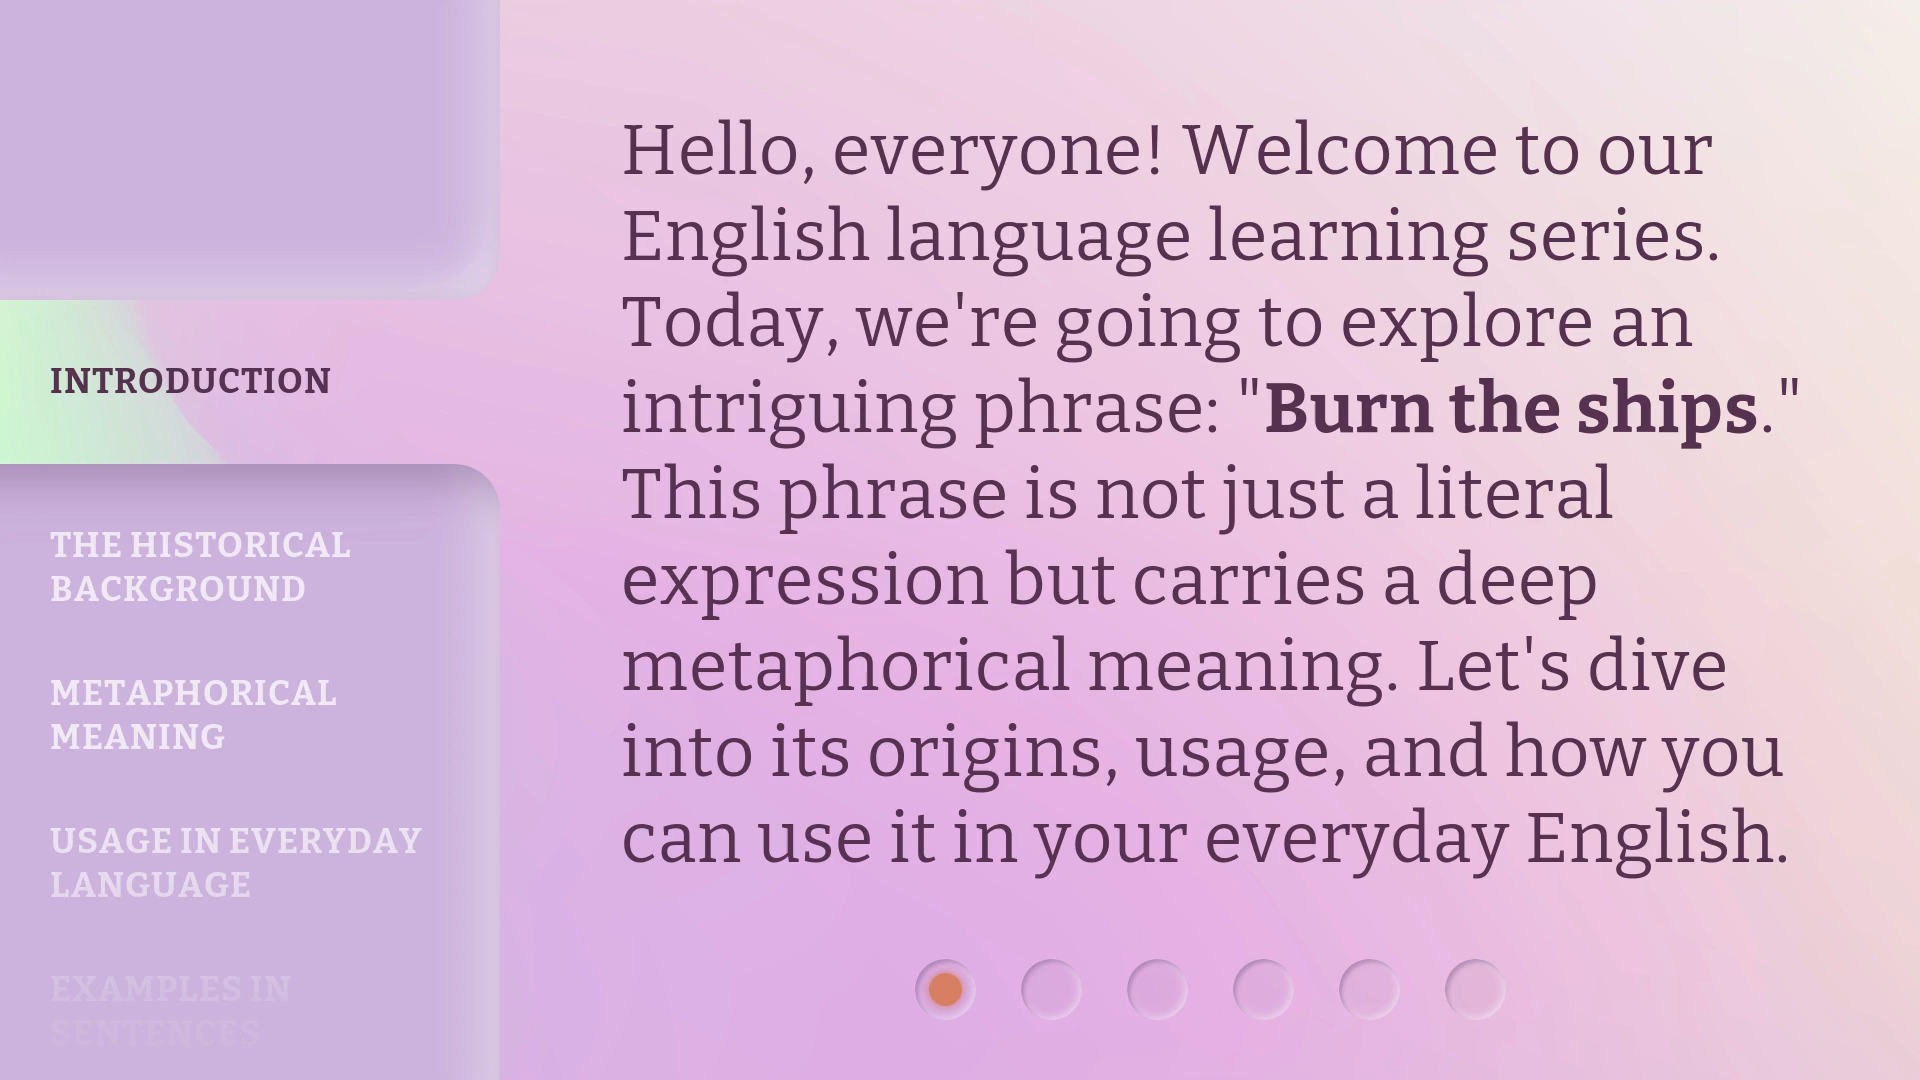 INTRODUCTION
THE HISTORICAL
BACKGROUND
METAPHORICAL
MEANING
USAGE IN EVERYDAY
LANGUAGE
EXAMPLES IN
SENTENCES
Hello, everyone! Welcome to our
English language learning series.
Today, we're going to explore an
intriguing phrase: "Burn the ships."
This phrase is not just a literal
expression but carries a deep
metaphorical meaning. Let's dive
into its origins, usage, and how you
can use it in your everyday English.